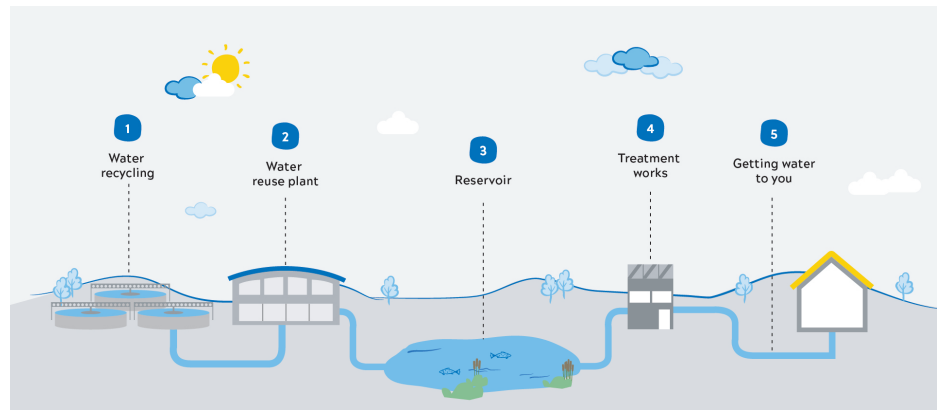 1
Water
recycling
2
Water
reuse plant
3
Reservoir
4
Treatment
works
5
Getting water
to you